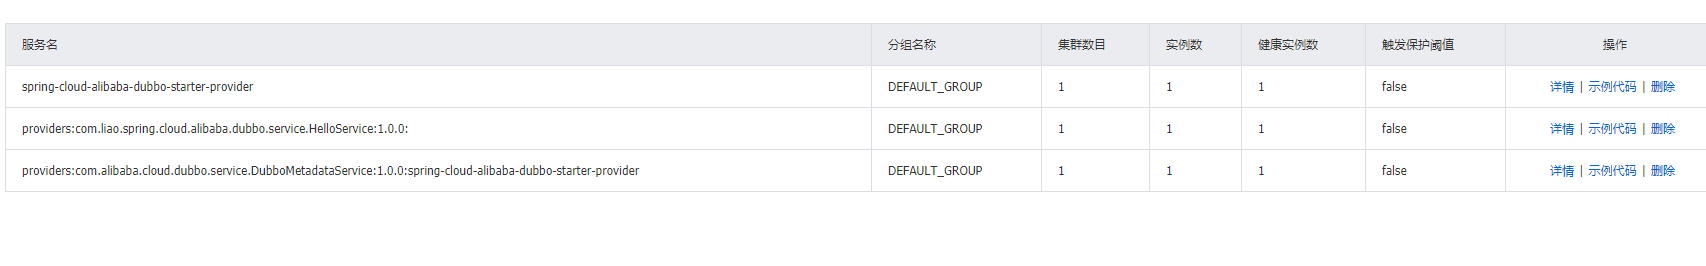 服务名 分组名称 集群数目 实例数 健康实例数 触发保护阈值 操作
spring-cloud-alibaba-dubbo-starter-provider DEFAULT_GROUP 1 1 1 false 详情 | 示例代码 | 删除
providers:com.liao.spring.cloud.alibaba.dubbo.service.HelloService:1.0.0: DEFAULT_GROUP 1 1 1 false 详情 | 示例代码 | 删除
providers:com.alibaba.cloud.dubbo.service.DubboMetadataService:1.0.0:spring-cloud-alibaba-dubbo-starter-provider DEFAULT_GROUP 1 1 1 false 详情 | 示例代码 | 删除